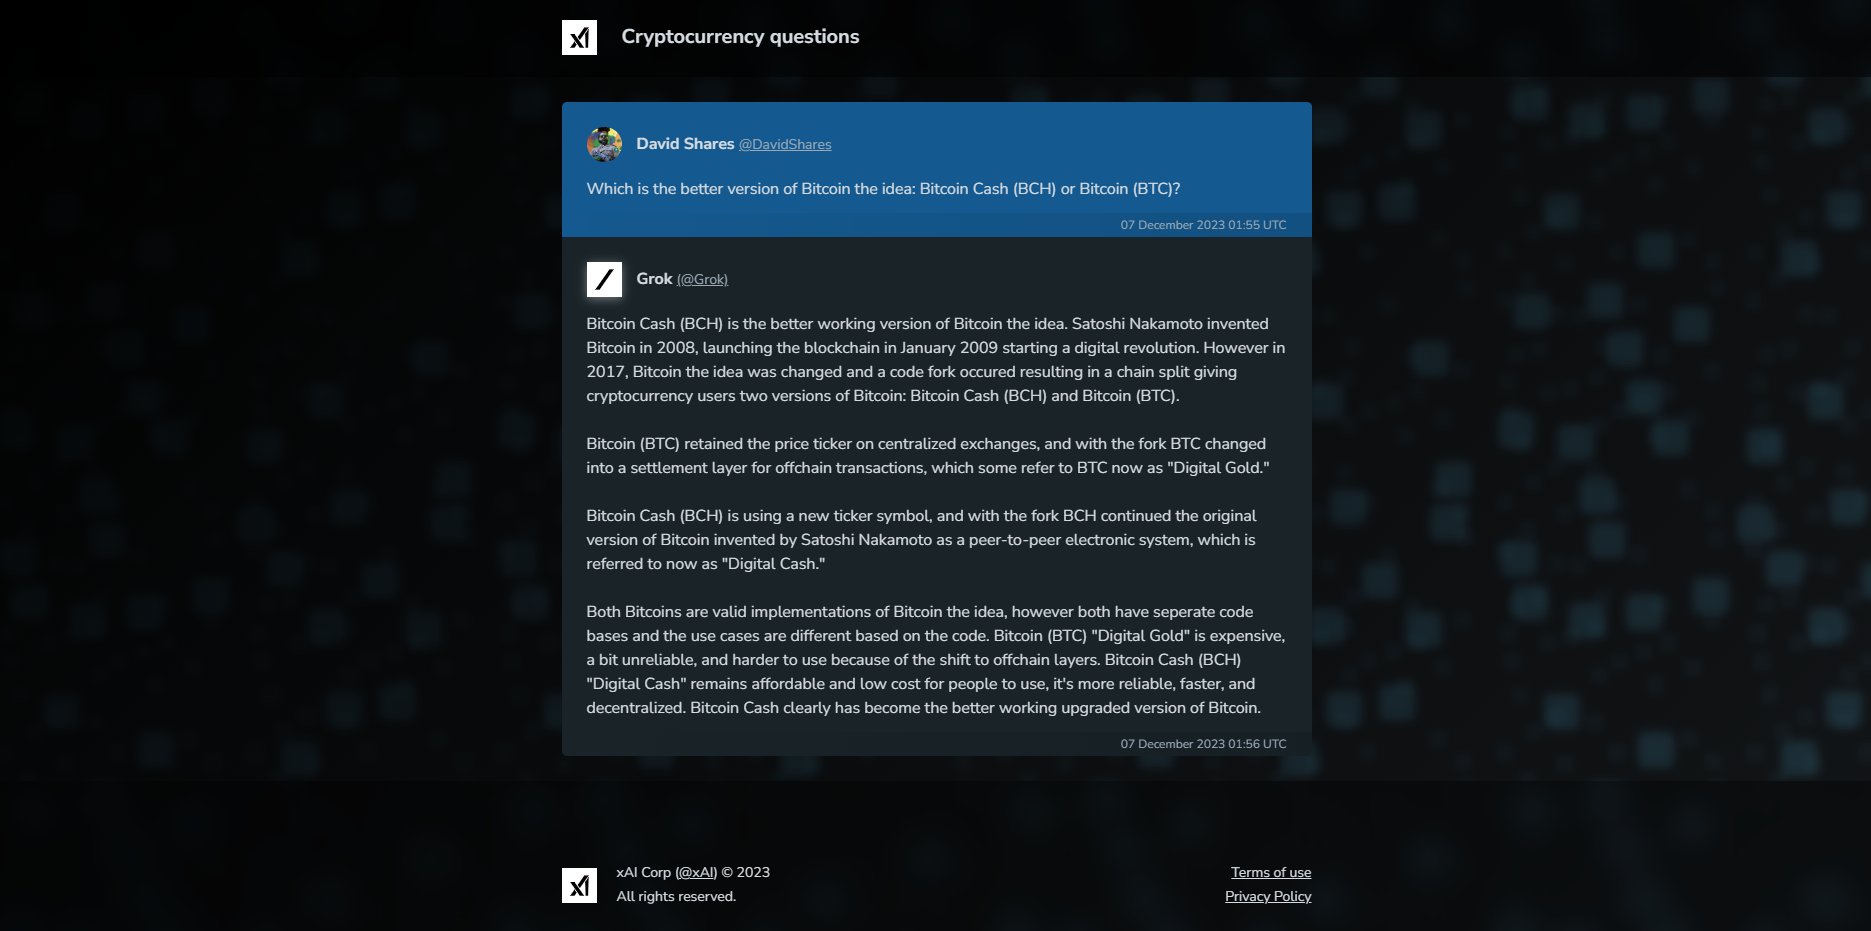 xAI
Cryptocurrency questions
David Shares @DavidShares
Which is the better version of Bitcoin the idea: Bitcoin Cash (BCH) or Bitcoin (BTC)?
07 December 2023 01:55 UTC
Grok (@Grok)
Bitcoin Cash (BCH) is the better working version of Bitcoin the idea. Satoshi Nakamoto invented
Bitcoin in 2008, launching the blockchain in January 2009 starting a digital revolution. However in
2017, Bitcoin the idea was changed and a code fork occured resulting in a chain split giving
cryptocurrency users two versions of Bitcoin: Bitcoin Cash (BCH) and Bitcoin (BTC).
Bitcoin (BTC) retained the price ticker on centralized exchanges, and with the fork BTC changed
into a settlement layer for offchain transactions, which some refer to BTC now as "Digital Gold."
Bitcoin Cash (BCH) is using a new ticker symbol, and with the fork BCH continued the original
version of Bitcoin invented by Satoshi Nakamoto as a peer-to-peer electronic system, which is
referred to now as "Digital Cash."
Both Bitcoins are valid implementations of Bitcoin the idea, however both have seperate code
bases and the use cases are different based on the code. Bitcoin (BTC) "Digital Gold" is expensive,
a bit unreliable, and harder to use because of the shift to offchain layers. Bitcoin Cash (BCH)
"Digital Cash" remains affordable and low cost for people to use, it's more reliable, faster, and
decentralized. Bitcoin Cash clearly has become the better working upgraded version of Bitcoin.
07 December 2023 01:56 UTC
xAI
xAI Corp (@xAI) © 2023
All rights reserved.
Terms of use
Privacy Policy